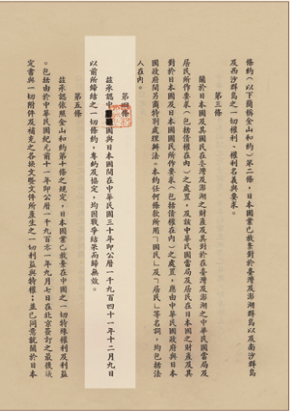 條約(以下簡稱金山和約)第二條,日本國業已放棄對於臺灣及澎湖羣島以及南沙羣島
及西沙羣島之一切權利、權利名義與要求。
第三條
關於日本國及其國民在臺灣及澎湖之財產及其對於在臺灣及澎湖之中華民國當局及
居民所作要求(包括債權在內)之處置,及該中華民國當局及居民在日本國之財產及其
對於日本國及日本國國民所作要求(包括債權在內)之處置,應由中華民國政府與日本
國政府間另商特別處理辦法。本約任何條款所用「國民」及「居民」等名詞,均包括法
人在內。
第四條
茲承認中國與日本國間在中華民國三十年即公曆一千九百四十一年十二月九日
以前所締結之一切條約,專約及協定,均因戰爭結果而歸無效。
第五條
茲承認依照金山和約第十條之規定,日本國業已放棄在中國之一切特殊權利及利益
。包括由於中華民國紀元前十一年即公曆一千九百零一年九月七日在北京簽訂之最後議
定書與一切附件及補充之各換文暨文件所產生之一切利益與特權;並已同意就關於日本